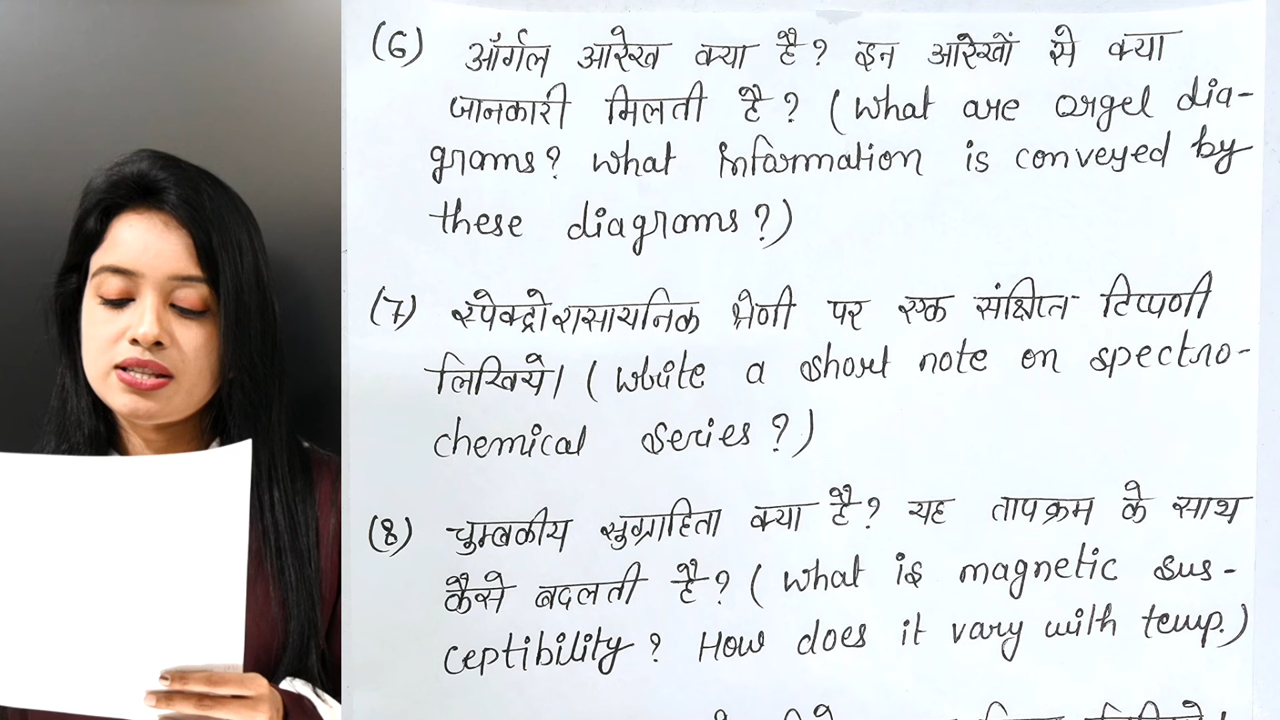 (6) ऑर्गल आरेख क्या है? इन आरेखों से क्या
जानकारी मिलती है? (What are orgel dia-
grams? what information is conveyed by
these diagrams?)
(7) स्पेक्ट्रोरासायनिक श्रेणी पर एक संक्षिप्त टिप्पणी
लिखिये। (Write a short note on spectro-
chemical series?)
(8) चुम्बकीय सुग्राहिता क्या है? यह तापक्रम के साथ
कैसे बदलती है? (What is magnetic sus-
ceptibility? How does it vary with temp.)